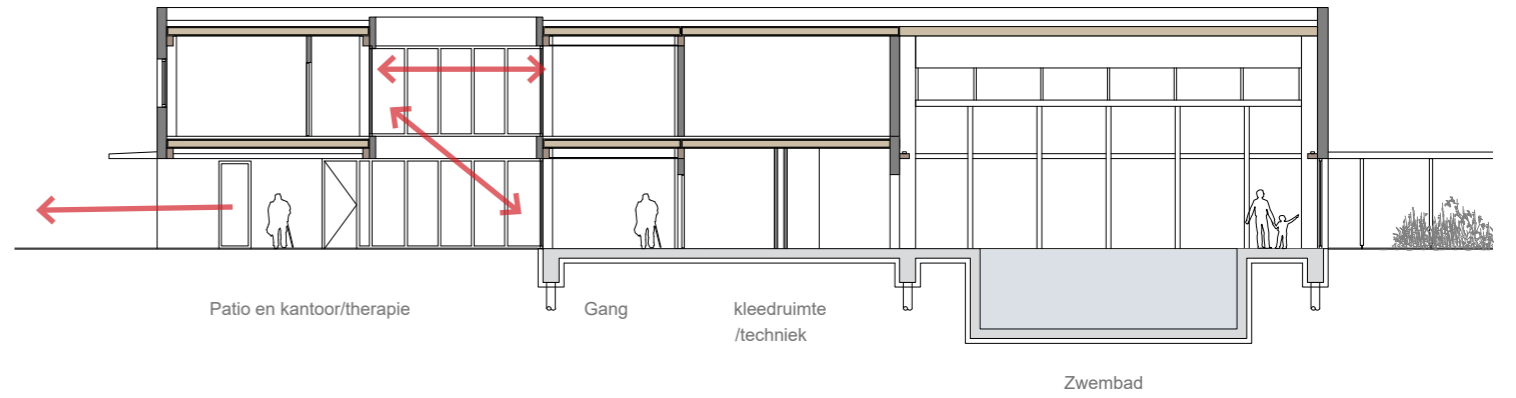 Patio en kantoor/therapie
Gang
kleedruimte
/techniek
Zwembad